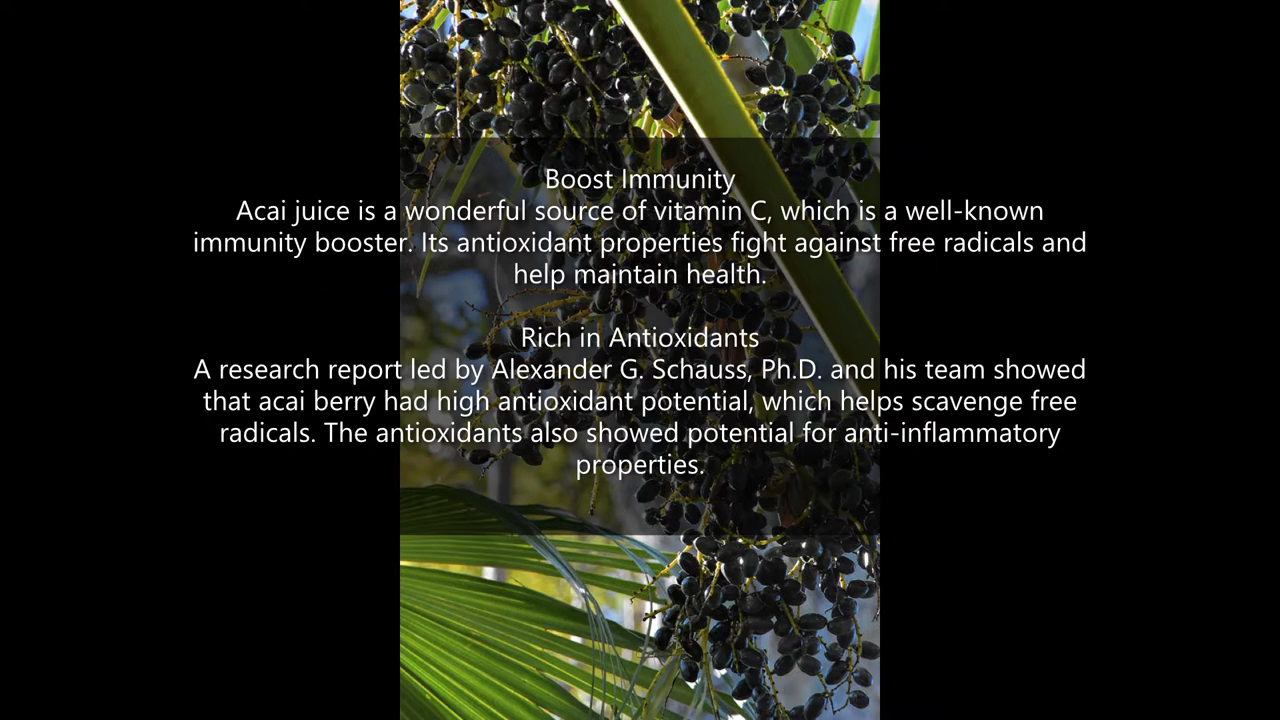 Boost Immunity
Acai juice is a wonderful source of vitamin C, which is a well-known
immunity booster. Its antioxidant properties fight against free radicals and
help maintain health.
Rich in Antioxidants
A research report led by Alexander G. Schauss, Ph.D. and his team showed
that acai berry had high antioxidant potential, which helps scavenge free
radicals. The antioxidants also showed potential for anti-inflammatory
properties.